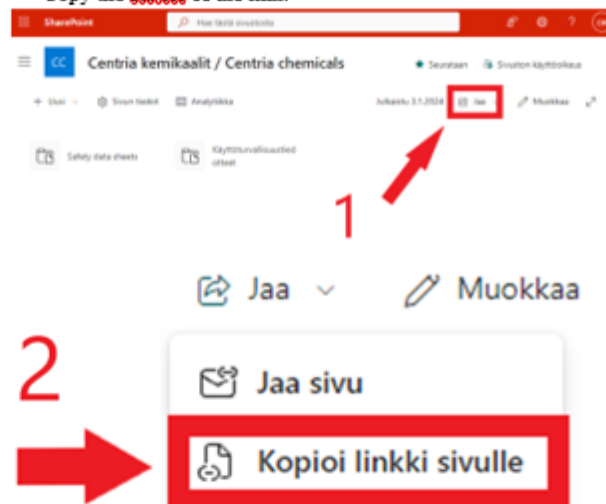 SharePoint
Hae tästä sivustosta
CC Centria kemikaalit / Centria chemicals
Seurataan Sivuston käyttöoikeus
+ Uusi Sivun tiedot Analytiikka
Julkaistu 3.1.2024 Jaa Muokkaa
Safety data sheets
Käyttöturvallisuustied
otteet
1
Jaa Muokkaa
2
Jaa sivu
Kopioi linkki sivulle